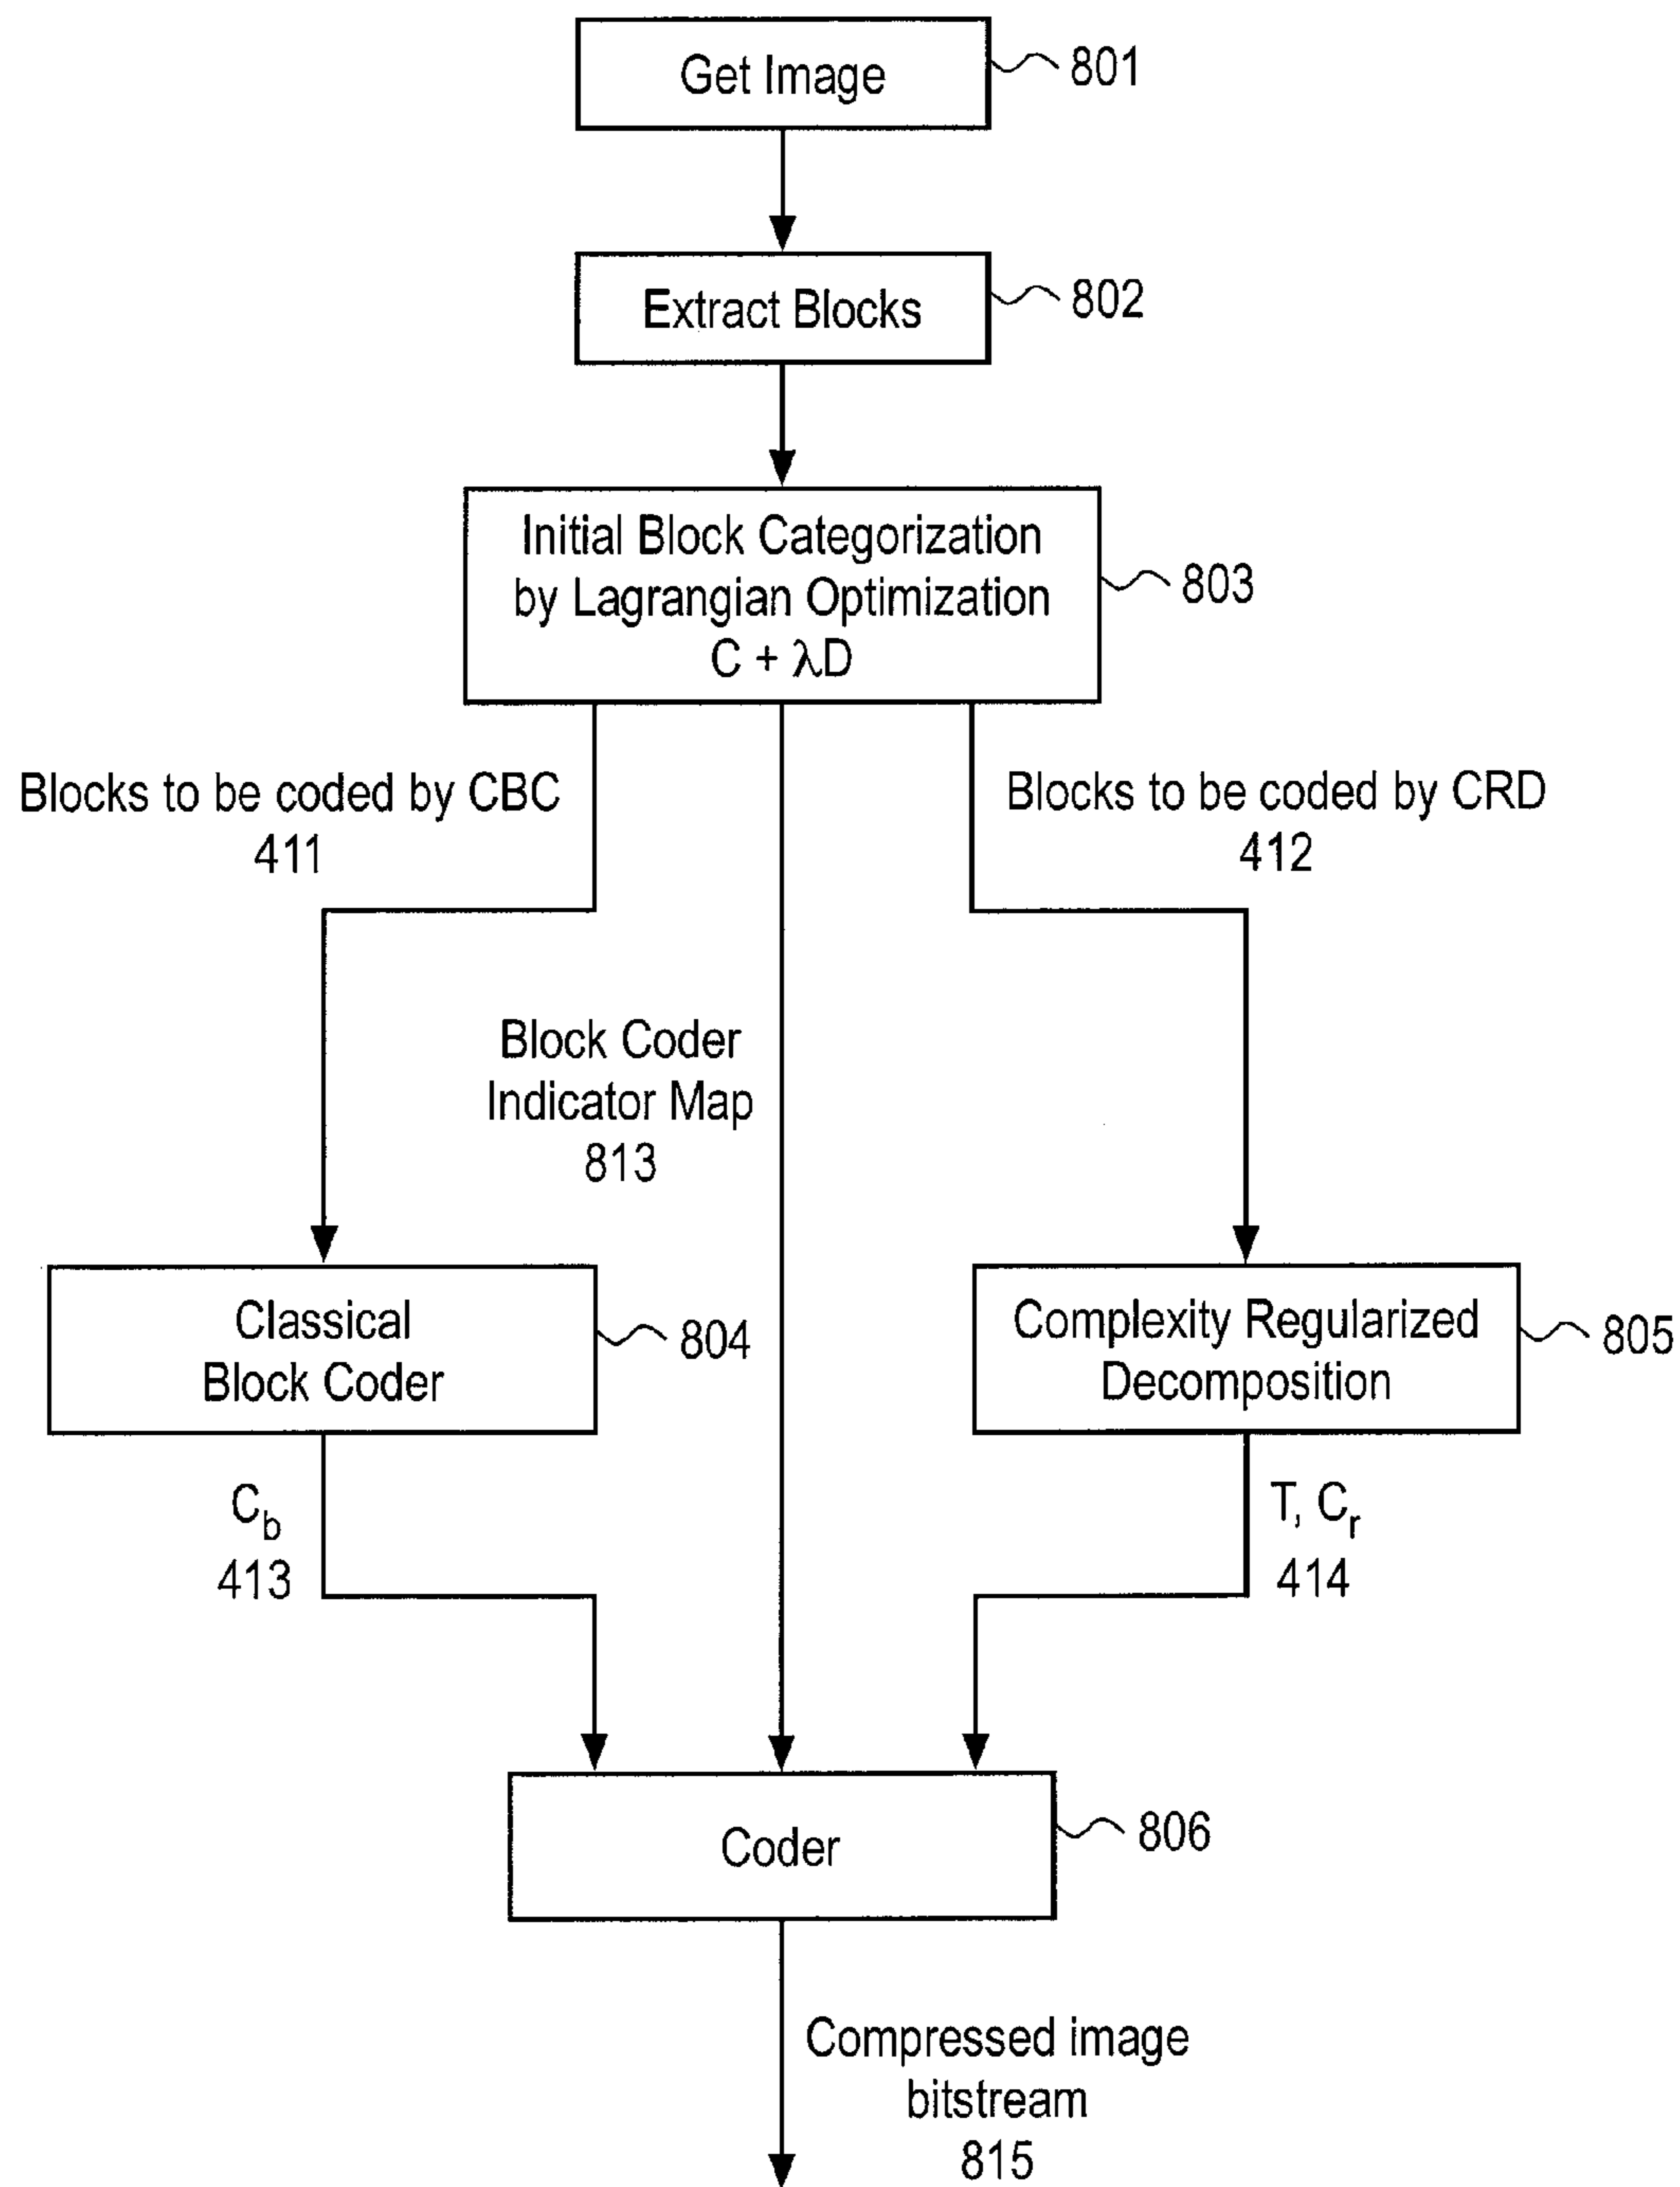 Get Image
801
Extract Blocks
802
Initial Block Categorization
by Lagrangian Optimization
C + λD
803
Blocks to be coded by CBC
411
Blocks to be coded by CRD
412
Block Coder
Indicator Map
813
Classical
Block Coder
804
Complexity Regularized
Decomposition
805
C_b
413
T, C_r
414
Coder
806
Compressed image
bitstream
815